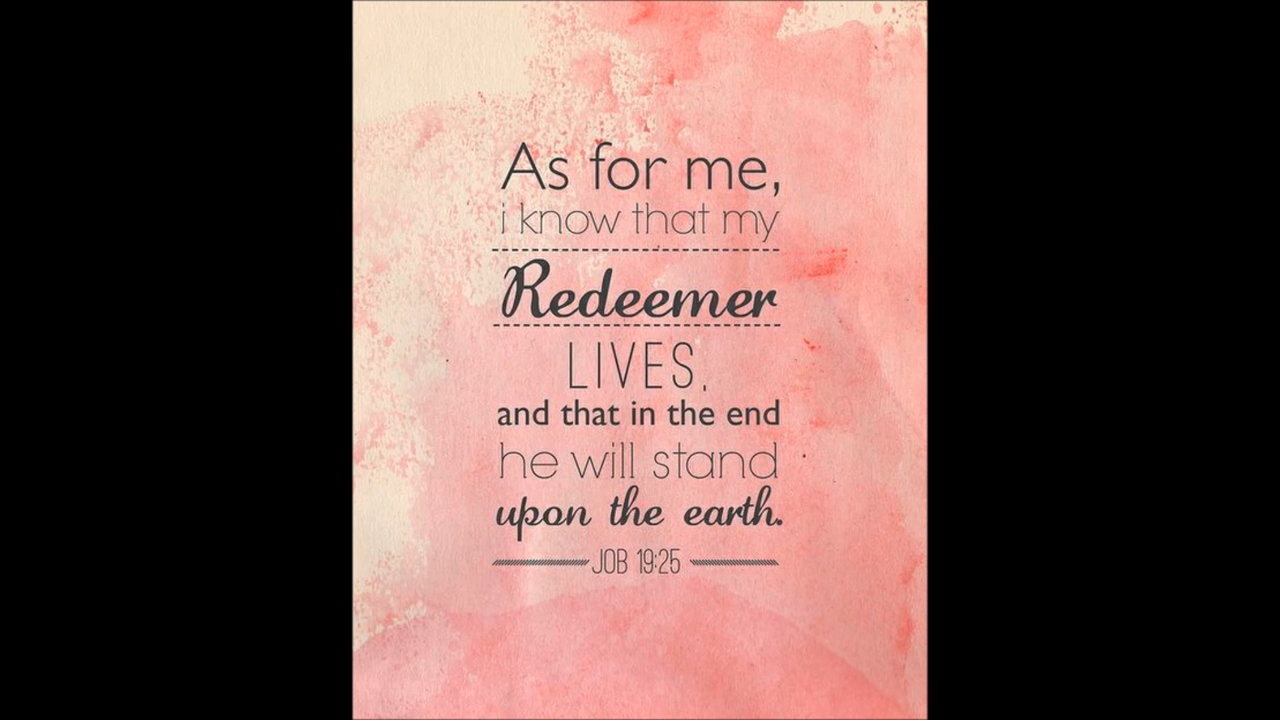 As for me,
i know that my
Redeemer
LIVES,
and that in the end
he will stand
upon the earth.
JOB 19:25